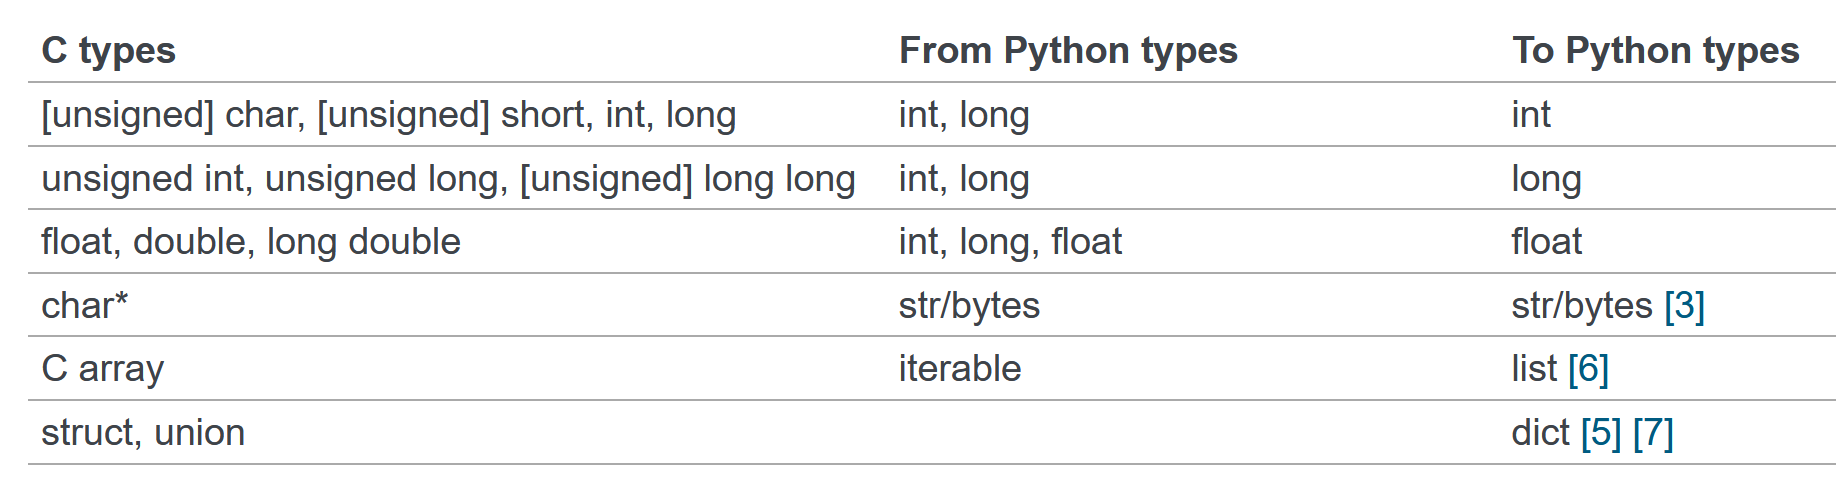 C types From Python types To Python types
[unsigned] char, [unsigned] short, int, long int, long int
unsigned int, unsigned long, [unsigned] long long int, long long
float, double, long double int, long, float float
char* str/bytes str/bytes [3]
C array iterable list [6]
struct, union dict [5] [7]